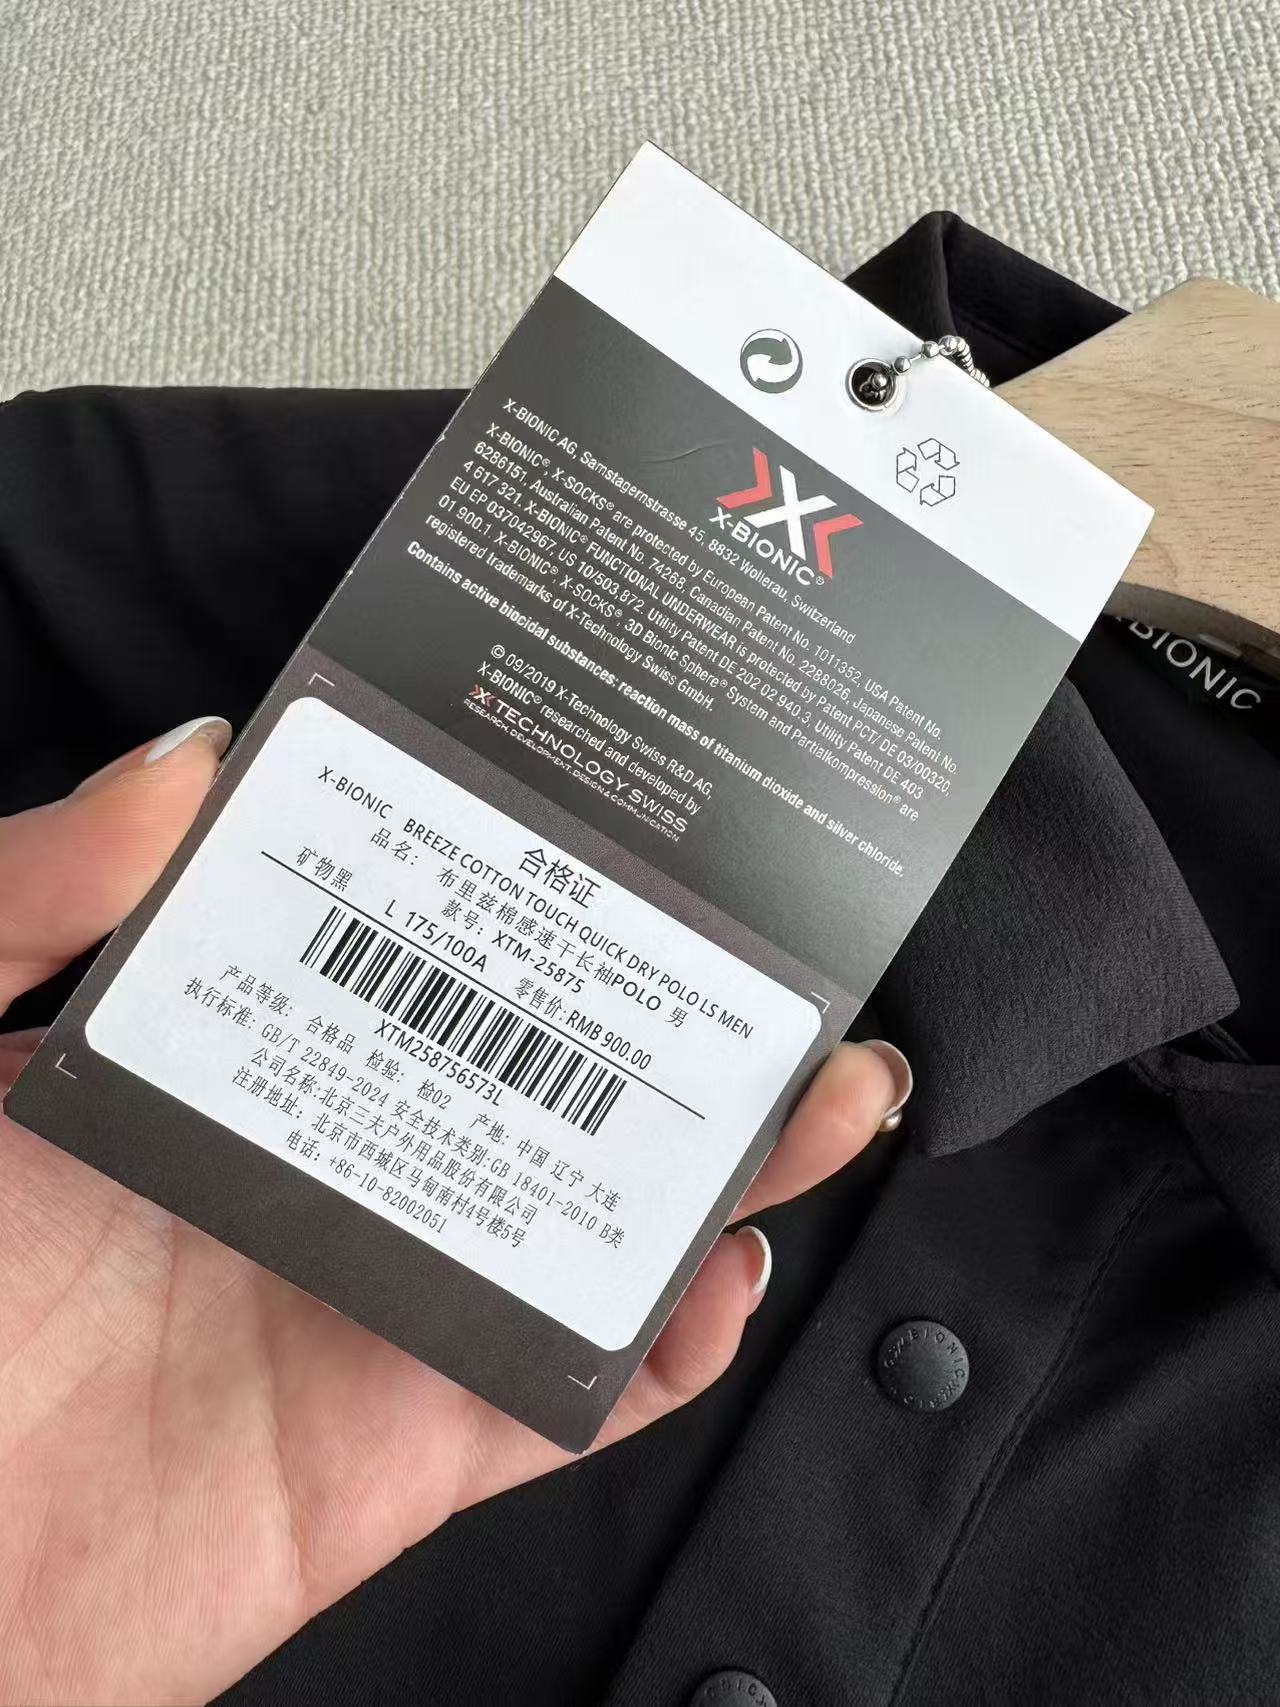 X-BIONIC®
X-BIONIC AG, Samstagernstrasse 45, 8832 Wollerau, Switzerland
X-BIONIC®, X-SOCKS® are protected by European Patent No. 1011352, USA Patent No.
6286151, Australian Patent No. 74268, Canadian Patent No. 2288026, Japanese Patent No.
4 617 321. X-BIONIC® FUNCTIONAL UNDERWEAR is protected by Patent PCT/ DE 03/00320,
EU EP 037042967, US 10/503,872. Utility Patent DE 202 02 940.3, Utility Patent DE 403
01 900.1, X-BIONIC®, X-SOCKS®, 3D Bionic Sphere® System and Partialkompression® are
registered trademarks of X-Technology Swiss GmbH.
Contains active biocidal substances: reaction mass of titanium dioxide and silver chloride.
© 09/2019 X-Technology Swiss R&D AG,
X-BIONIC® researched and developed by
X TECHNOLOGY SWISS
RESEARCH, DEVELOPMENT, DESIGN & COMMUNICATION
合格证
X-BIONIC BREEZE COTTON TOUCH QUICK DRY POLO LS MEN
品名: 布里兹棉感速干长袖POLO 男
款号: XTM-25875
矿物黑 L 175/100A 零售价:RMB 900.00
XTM258756573L
产品等级: 合格品 检验: 检02 产地: 中国 辽宁 大连
执行标准: GB/T 22849-2024 安全技术类别:GB 18401-2010 B类
公司名称:北京三夫户外用品股份有限公司
注册地址: 北京市西城区马甸南村4号楼5号
电话: +86-10-82002051
BIONIC
BIONIC